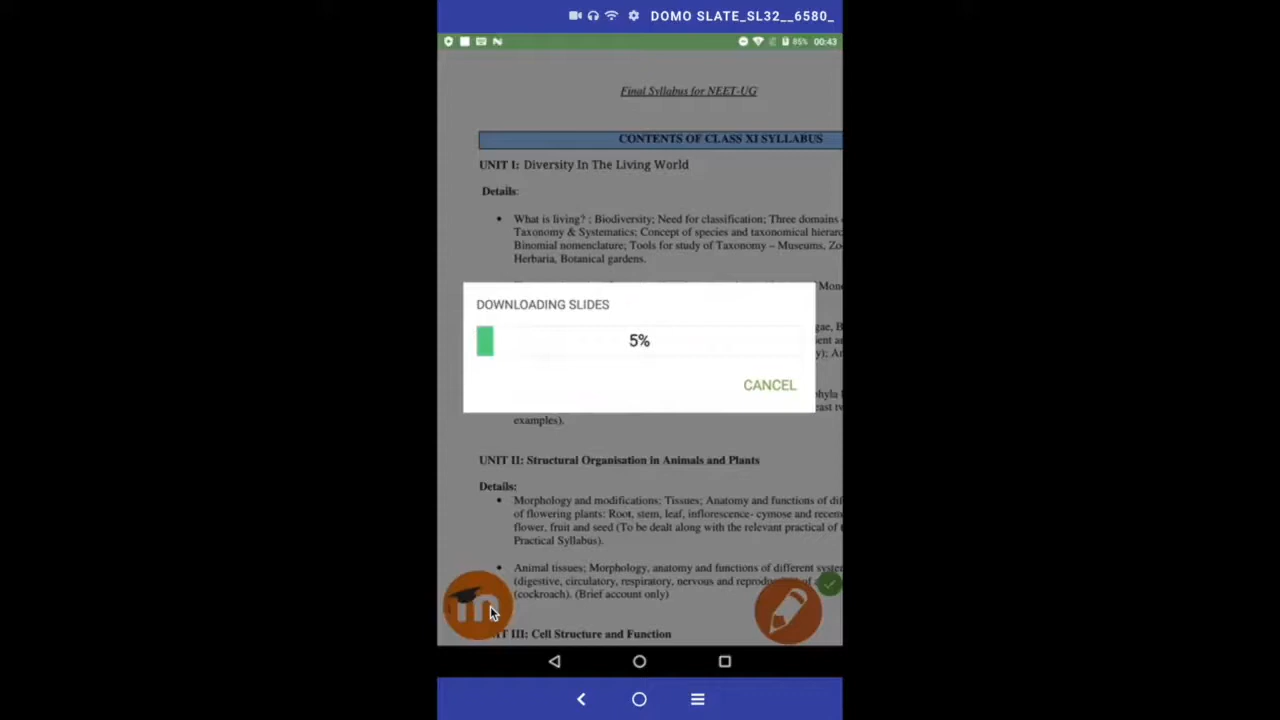 DOMO SLATE_SL32__6580_
85% 00:43
Final Syllabus for NEET-UG
CONTENTS OF CLASS XI SYLLABUS
UNIT I: Diversity In The Living World
Details:
• What is living? ; Biodiversity; Need for classification; Three domains
Taxonomy & Systematics; Concept of species and taxonomical
Binomial nomenclature; Tools for study of Taxonomy – Museums,
Herbaria, Botanical gardens.
DOWNLOADING SLIDES
5%
CANCEL
examples).
UNIT II: Structural Organisation in Animals and Plants
Details:
• Morphology and modifications; Tissues; Anatomy and functions of
of flowering plants: Root, stem, leaf, inflorescence- cymose and
flower, fruit and seed (To be dealt along with the relevant practical of
Practical Syllabus).
• Animal tissues; Morphology, anatomy and functions of different
(digestive, circulatory, respiratory, nervous and
(cockroach). (Brief account only)
III: Cell Structure and Function